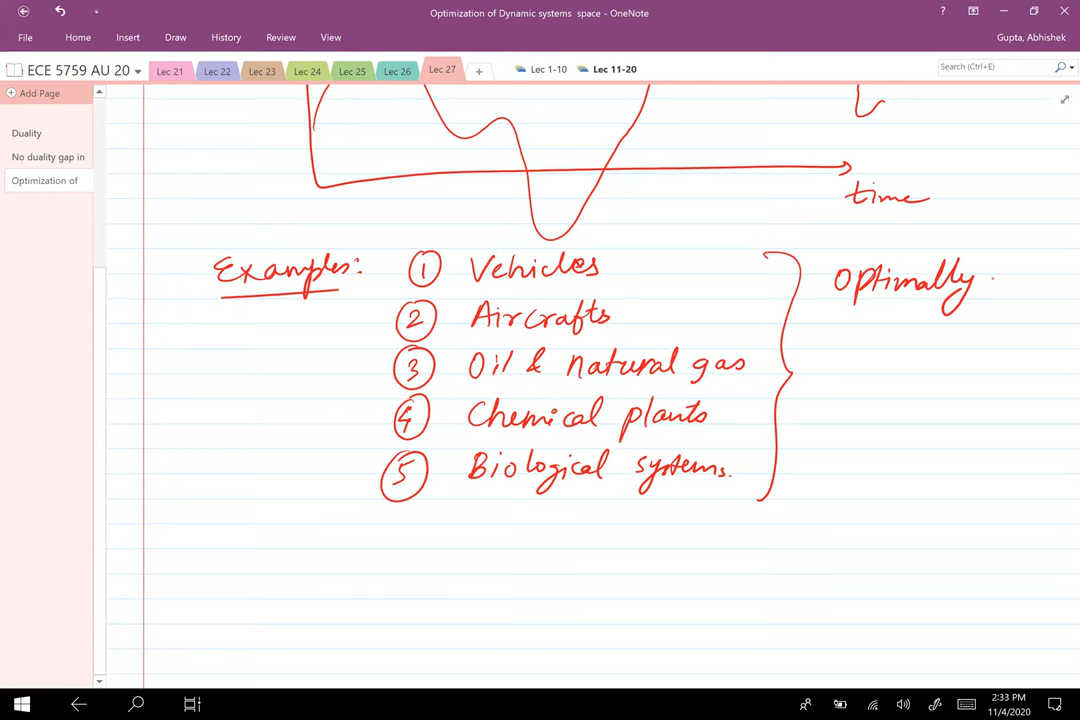 Optimization of Dynamic systems space - OneNote
File Home Insert Draw History Review View
Gupta, Abhishek
ECE 5759 AU 20
Lec 21 Lec 22 Lec 23 Lec 24 Lec 25 Lec 26 Lec 27
Lec 1-10 Lec 11-20
Search (Ctrl+E)
Add Page
Duality
No duality gap in
Optimization of
time
Examples:
① Vehicles
② Aircrafts
③ Oil & Natural gas
④ Chemical plants
⑤ Biological systems.
Optimally
2:33 PM
11/4/2020